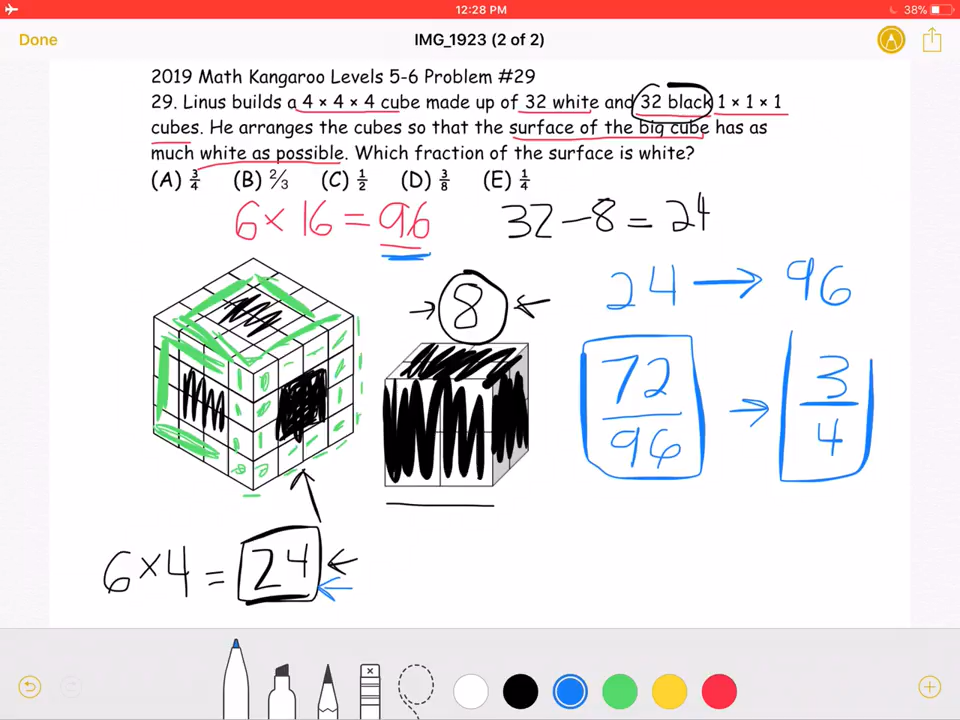 12:28 PM
38%
Done
IMG_1923 (2 of 2)
2019 Math Kangaroo Levels 5-6 Problem #29
29. Linus builds a 4 × 4 × 4 cube made up of 32 white and 32 black 1 × 1 × 1
cubes. He arranges the cubes so that the surface of the big cube has as
much white as possible. Which fraction of the surface is white?
(A) 3/4 (B) 2/3 (C) 1/2 (D) 3/8 (E) 1/4
6 × 16 = 96
32 - 8 = 24
8
24 → 96
72/96 → 3/4
6 × 4 = 24